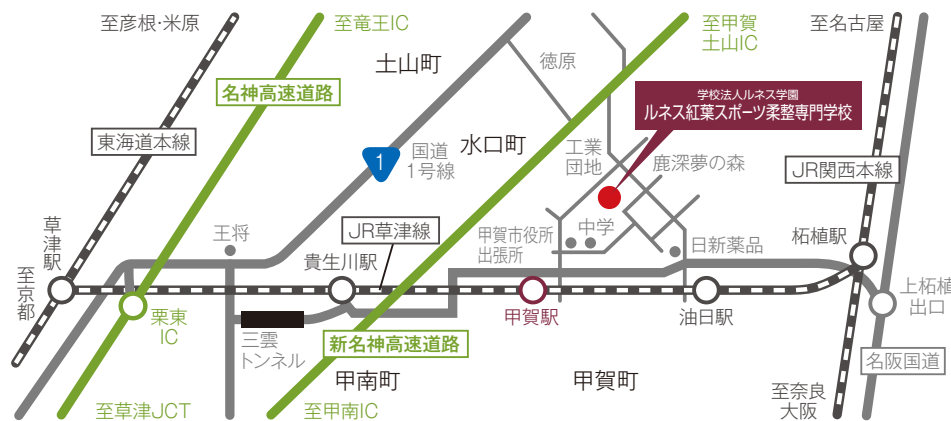 至彦根・米原
至竜王IC
至甲賀
土山IC
至名古屋
土山町
徳原
名神高速道路
学校法人ルネス学園
ルネス紅葉スポーツ柔整専門学校
東海道本線
1
国道
1号線
水口町
工業
団地
鹿深夢の森
JR関西本線
草津駅
王将
JR草津線
甲賀市役所
出張所
中学
日新薬品
柘植駅
至京都
貴生川駅
上柘植
出口
栗東
IC
三雲
トンネル
新名神高速道路
甲賀駅
油日駅
名阪国道
甲南町
甲賀町
至奈良
大阪
至草津JCT
至甲南IC